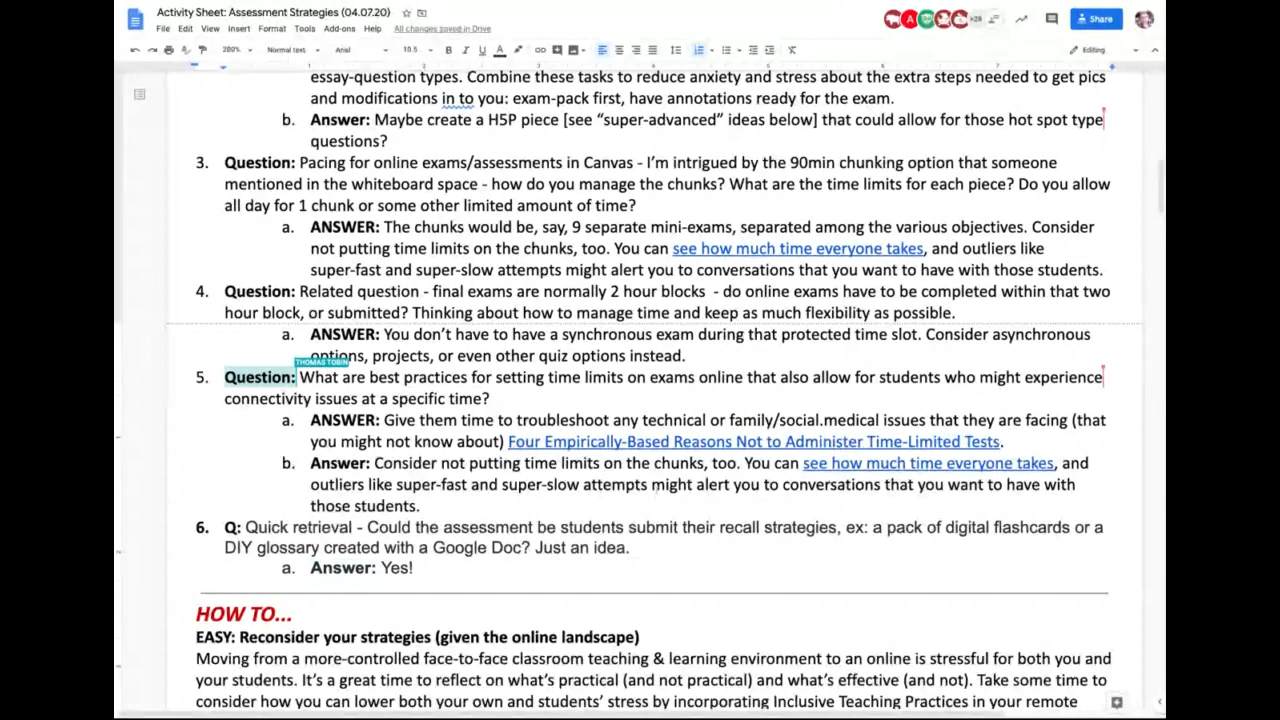 Activity Sheet: Assessment Strategies (04.07.20)
File Edit View Insert Format Tools Add-ons Help All changes saved in Drive
A +28 Share
200% Normal text Arial 10.5 B I U A Editing
essay-question types. Combine these tasks to reduce anxiety and stress about the extra steps needed to get pics
and modifications in to you: exam-pack first, have annotations ready for the exam.
b. Answer: Maybe create a H5P piece [see “super-advanced” ideas below] that could allow for those hot spot type
questions?
3. Question: Pacing for online exams/assessments in Canvas - I’m intrigued by the 90min chunking option that someone
mentioned in the whiteboard space - how do you manage the chunks? What are the time limits for each piece? Do you allow
all day for 1 chunk or some other limited amount of time?
a. ANSWER: The chunks would be, say, 9 separate mini-exams, separated among the various objectives. Consider
not putting time limits on the chunks, too. You can see how much time everyone takes, and outliers like
super-fast and super-slow attempts might alert you to conversations that you want to have with those students.
4. Question: Related question - final exams are normally 2 hour blocks - do online exams have to be completed within that two
hour block, or submitted? Thinking about how to manage time and keep as much flexibility as possible.
a. ANSWER: You don’t have to have a synchronous exam during that protected time slot. Consider asynchronous
options, projects, or even other quiz options instead.
THOMAS TOBIN
5. Question: What are best practices for setting time limits on exams online that also allow for students who might experience
connectivity issues at a specific time?
a. ANSWER: Give them time to troubleshoot any technical or family/social.medical issues that they are facing (that
you might not know about) Four Empirically-Based Reasons Not to Administer Time-Limited Tests.
b. Answer: Consider not putting time limits on the chunks, too. You can see how much time everyone takes, and
outliers like super-fast and super-slow attempts might alert you to conversations that you want to have with
those students.
6. Q: Quick retrieval - Could the assessment be students submit their recall strategies, ex: a pack of digital flashcards or a
DIY glossary created with a Google Doc? Just an idea.
a. Answer: Yes!
HOW TO...
EASY: Reconsider your strategies (given the online landscape)
Moving from a more-controlled face-to-face classroom teaching & learning environment to an online is stressful for both you and
your students. It’s a great time to reflect on what’s practical (and not practical) and what’s effective (and not). Take some time to
consider how you can lower both your own and students’ stress by incorporating Inclusive Teaching Practices in your remote